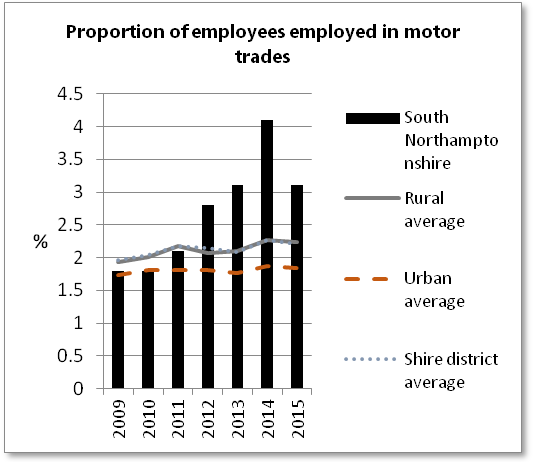 Proportion of employees employed in motor
trades
4.5
4
3.5
3
2.5
2
1.5
1
0.5
0
%
2009
2010
2011
2012
2013
2014
2015
South
Northampto
nshire
Rural
average
Urban
average
Shire district
average